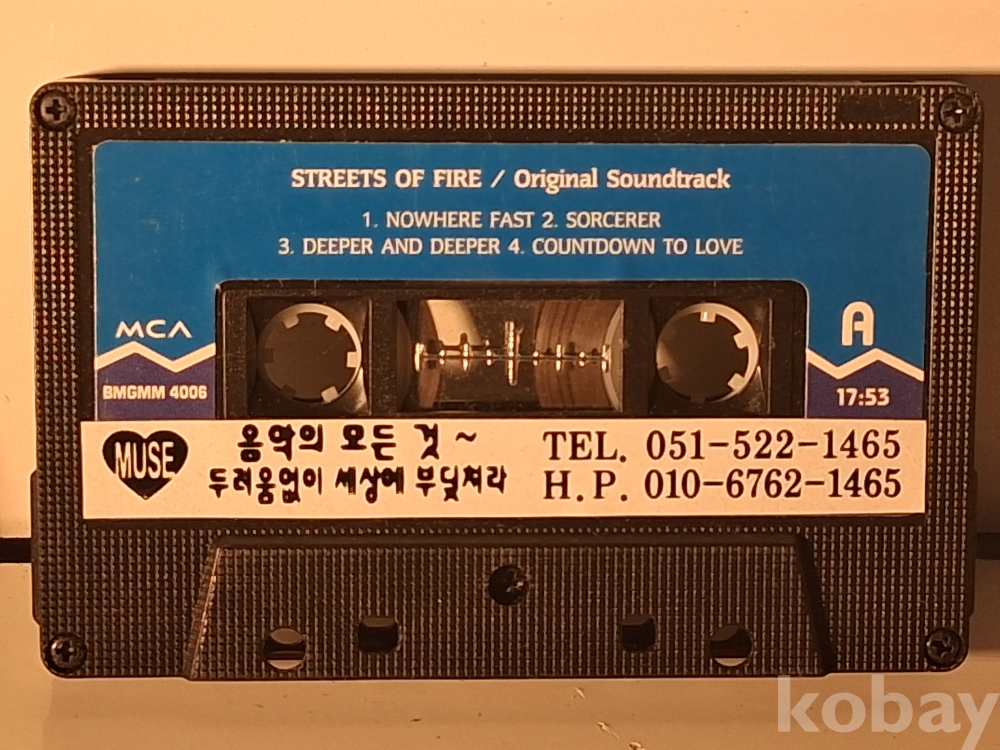 STREETS OF FIRE / Original Soundtrack
1. NOWHERE FAST 2. SORCERER
3. DEEPER AND DEEPER 4. COUNTDOWN TO LOVE
MCA
A
BMGMM 4006
17:53
MUSE
음악의 모든 것 ~
두려움없이 세상에 부딪쳐라
TEL. 051-522-1465
H.P. 010-6762-1465
kobay